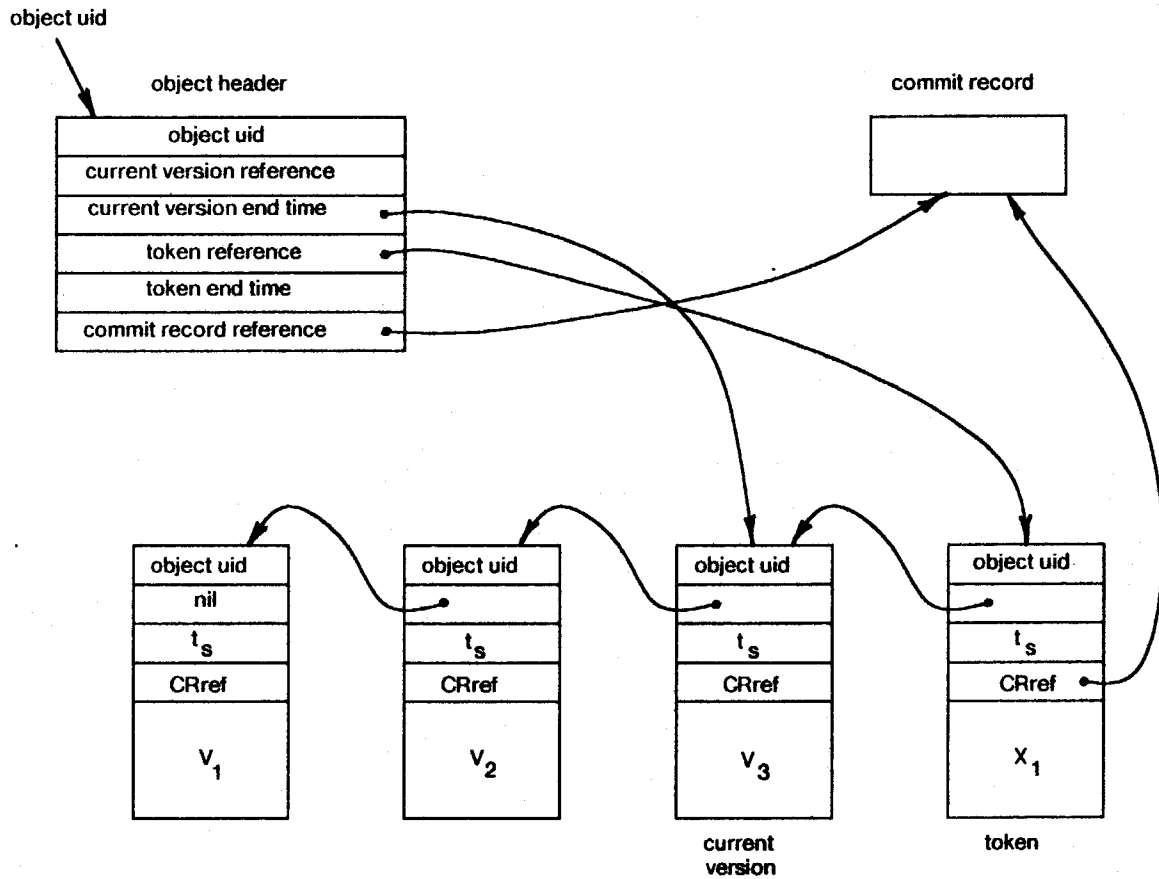 object uid
object header
commit record
object uid
current version reference
current version end time
token reference
token end time
commit record reference
object uid
nil
t_s
CRref
V_1
object uid
t_s
CRref
V_2
object uid
t_s
CRref
V_3
current
version
object uid
t_s
CRref
X_1
token